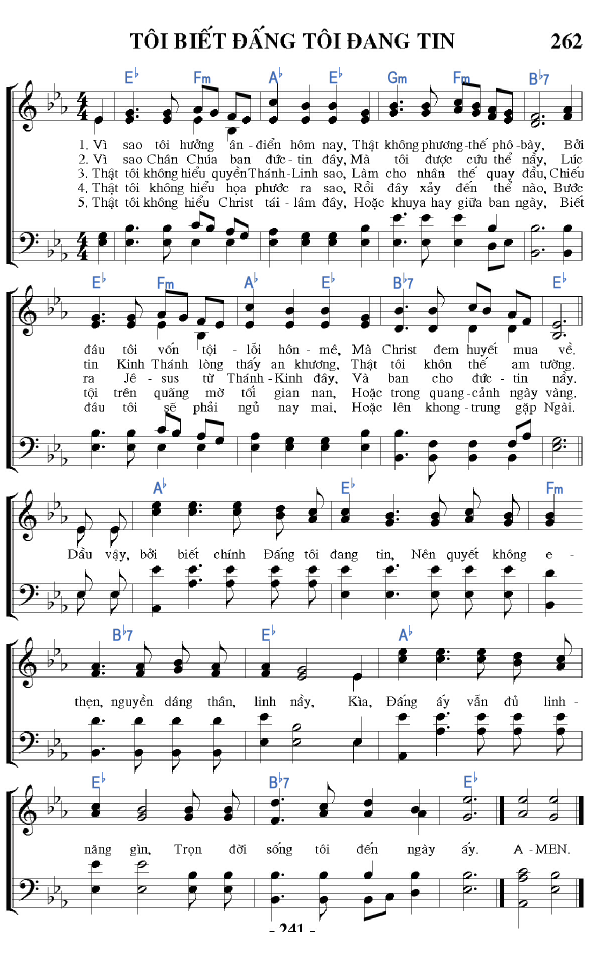 TÔI BIẾT ĐẤNG TÔI ĐANG TIN 262
E♭ Fm A♭ E♭ Gm Fm B♭7
1. Vì sao tôi hưởng ân-điển hôm nay, Thật không phương-thế phô-bày, Bởi
2. Vì sao Chân Chúa ban đức-tin đầy, Mà tôi được cứu thể nầy, Lúc
3. Thật tôi không hiểu quyền Thánh-Linh sao, Làm cho nhân thế quay đầu, Chiếu
4. Thật tôi không hiểu họa phước ra sao, Rồi đây xảy đến thể nào, Bước
5. Thật tôi không hiểu Christ tái-lâm đây, Hoặc khuya hay giữa ban ngày, Biết
E♭ Fm A♭ E♭ B♭7 E♭
đâu tôi vốn tội-lỗi hôn-mê, Mà Christ đem huyết mua về.
tin Kinh Thánh lòng thấy an khương, Thật tôi khôn thế am tường.
ra Jê-sus từ Thánh-Kinh đây, Và ban cho đức-tin nầy.
tội trên quãng mờ tối gian nan, Hoặc trong quang-cảnh ngày vàng.
đâu tôi sẽ phải ngủ nay mai, Hoặc lên khong-trung gặp Ngài.
A♭ E♭ Fm
Dầu vậy, bởi biết chính Đấng tôi đang tin, Nên quyết không e-
B♭7 E♭ A♭
thẹn, nguyền dâng thân, linh nầy, Kìa, Đấng ấy vẫn đủ linh-
E♭ B♭7 E♭
năng gìn, Trọn đời sống tôi đến ngày ấy. A-MEN.
- 241 -